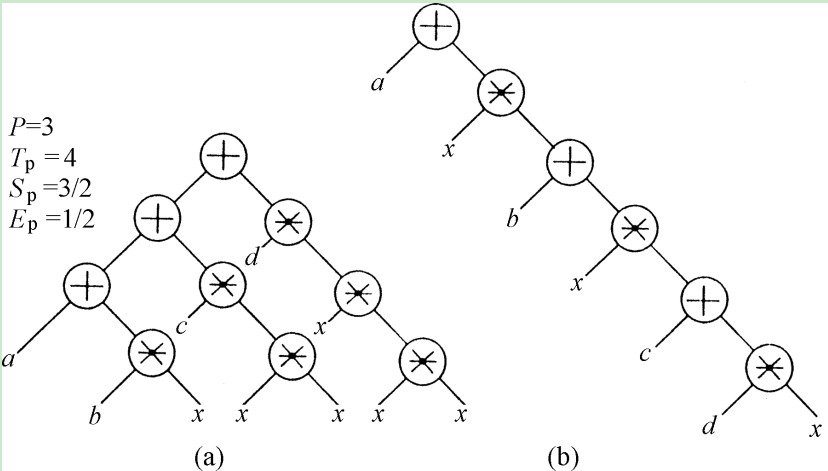 a
x
P=3
Tp =4
Sp =3/2
Ep =1/2
b
d
x
c
x
c
a
b
x
x
x
x
x
d
x
(a)
(b)